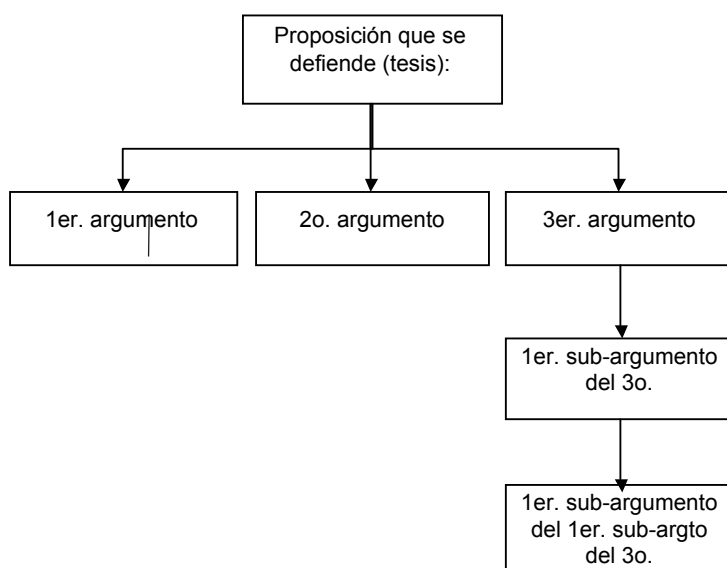 Proposición que se
defiende (tesis):
1er. argumento
2o. argumento
3er. argumento
1er. sub-argumento
del 3o.
1er. sub-argumento
del 1er. sub-argto
del 3o.